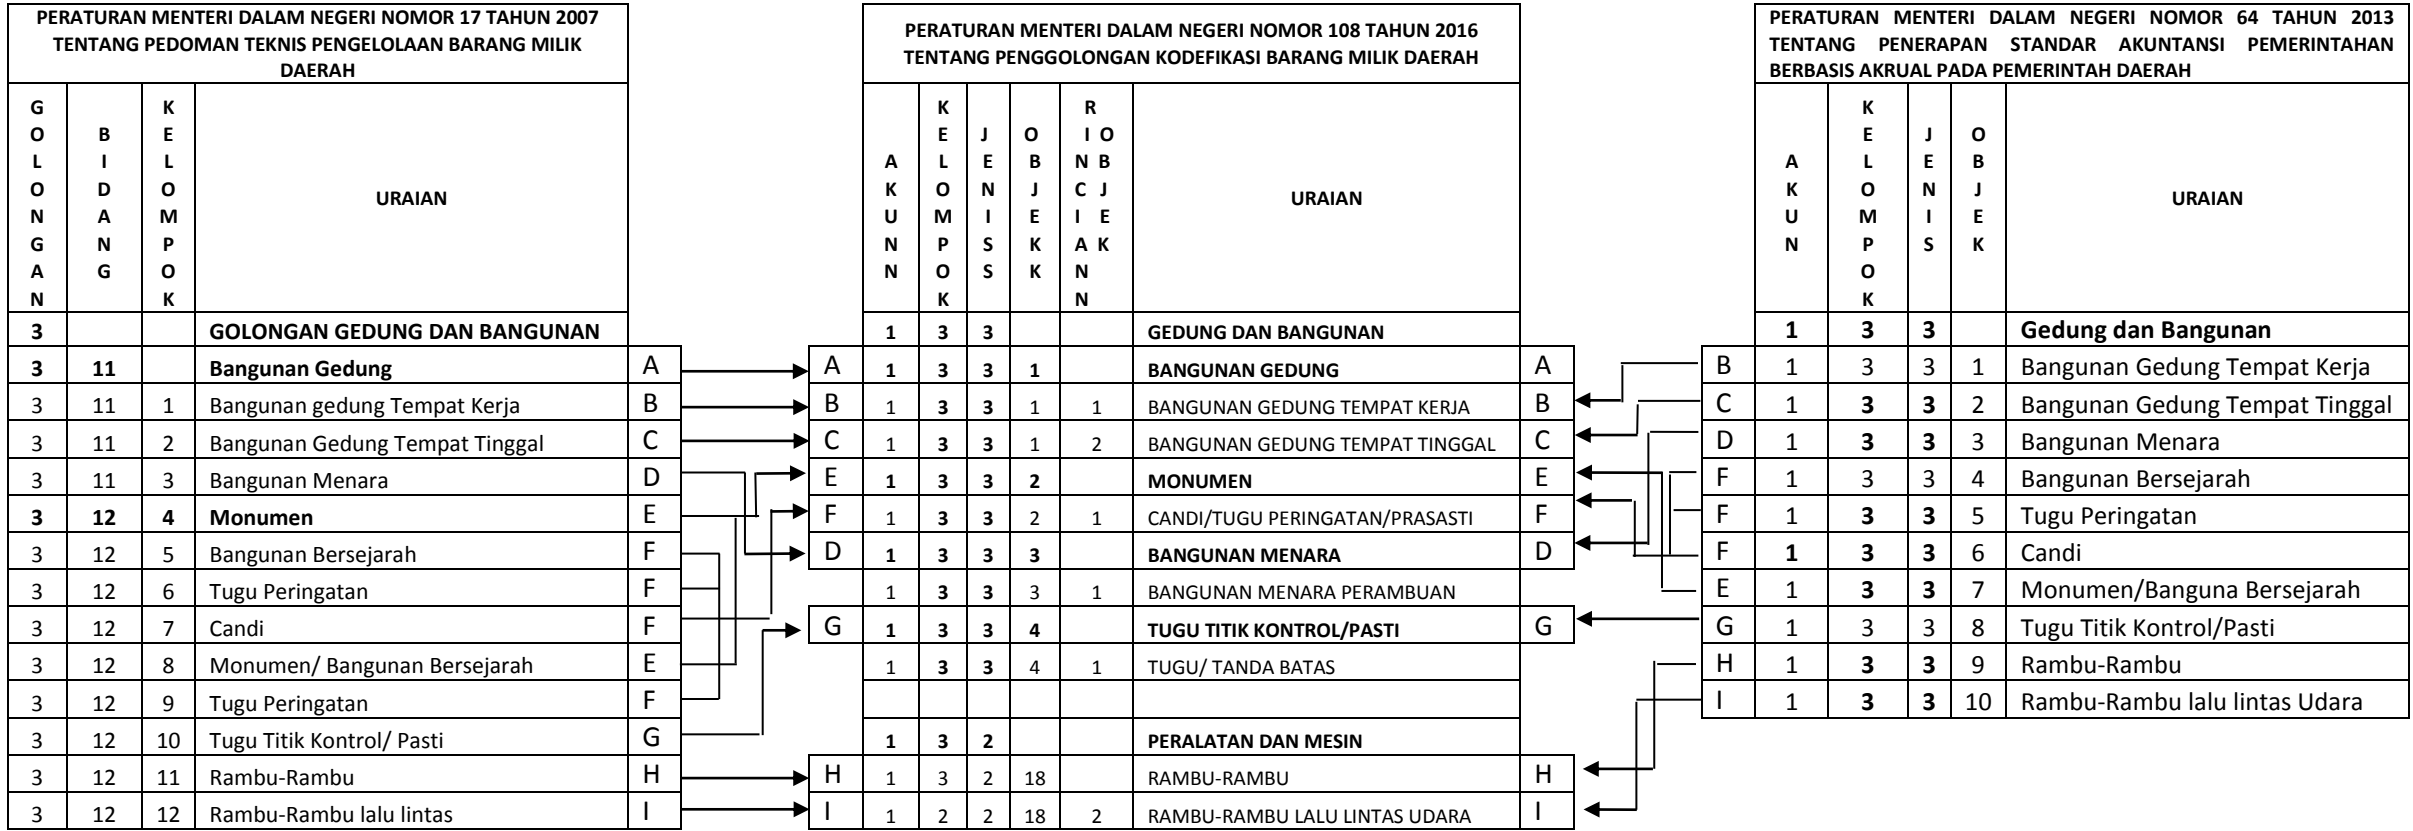 PERATURAN MENTERI DALAM NEGERI NOMOR 17 TAHUN 2007
TENTANG PEDOMAN TEKNIS PENGELOLAAN BARANG MILIK
DAERAH
GOLONGAN BIDANG KELOMPOK URAIAN
3 GOLONGAN GEDUNG DAN BANGUNAN
3 11 Bangunan Gedung A
3 11 1 Bangunan gedung Tempat Kerja B
3 11 2 Bangunan Gedung Tempat Tinggal C
3 11 3 Bangunan Menara D
3 12 4 Monumen E
3 12 5 Bangunan Bersejarah F
3 12 6 Tugu Peringatan F
3 12 7 Candi F
3 12 8 Monumen/ Bangunan Bersejarah E
3 12 9 Tugu Peringatan F
3 12 10 Tugu Titik Kontrol/ Pasti G
3 12 11 Rambu-Rambu H
3 12 12 Rambu-Rambu lalu lintas I
PERATURAN MENTERI DALAM NEGERI NOMOR 108 TAHUN 2016
TENTANG PENGGOLONGAN KODEFIKASI BARANG MILIK DAERAH
AKUNN KELOMPOK JENISS OBJEKK RINCIANN OBJEK URAIAN
1 3 3 GEDUNG DAN BANGUNAN
A 1 3 3 1 BANGUNAN GEDUNG A
B 1 3 3 1 1 BANGUNAN GEDUNG TEMPAT KERJA B
C 1 3 3 1 2 BANGUNAN GEDUNG TEMPAT TINGGAL C
E 1 3 3 2 MONUMEN E
F 1 3 3 2 1 CANDI/TUGU PERINGATAN/PRASASTI F
D 1 3 3 3 BANGUNAN MENARA D
1 3 3 3 1 BANGUNAN MENARA PERAMBUAN
G 1 3 3 4 TUGU TITIK KONTROL/PASTI G
1 3 3 4 1 TUGU/ TANDA BATAS
1 3 2 PERALATAN DAN MESIN
H 1 3 2 18 RAMBU-RAMBU H
I 1 2 2 18 2 RAMBU-RAMBU LALU LINTAS UDARA I
PERATURAN MENTERI DALAM NEGERI NOMOR 64 TAHUN 2013
TENTANG PENERAPAN STANDAR AKUNTANSI PEMERINTAHAN
BERBASIS AKRUAL PADA PEMERINTAH DAERAH
AKUN KELOMPOK JENIS OBJEK URAIAN
1 3 3 Gedung dan Bangunan
B 1 3 3 1 Bangunan Gedung Tempat Kerja
C 1 3 3 2 Bangunan Gedung Tempat Tinggal
D 1 3 3 3 Bangunan Menara
F 1 3 3 4 Bangunan Bersejarah
F 1 3 3 5 Tugu Peringatan
F 1 3 3 6 Candi
E 1 3 3 7 Monumen/Banguna Bersejarah
G 1 3 3 8 Tugu Titik Kontrol/Pasti
H 1 3 3 9 Rambu-Rambu
I 1 3 3 10 Rambu-Rambu lalu lintas Udara